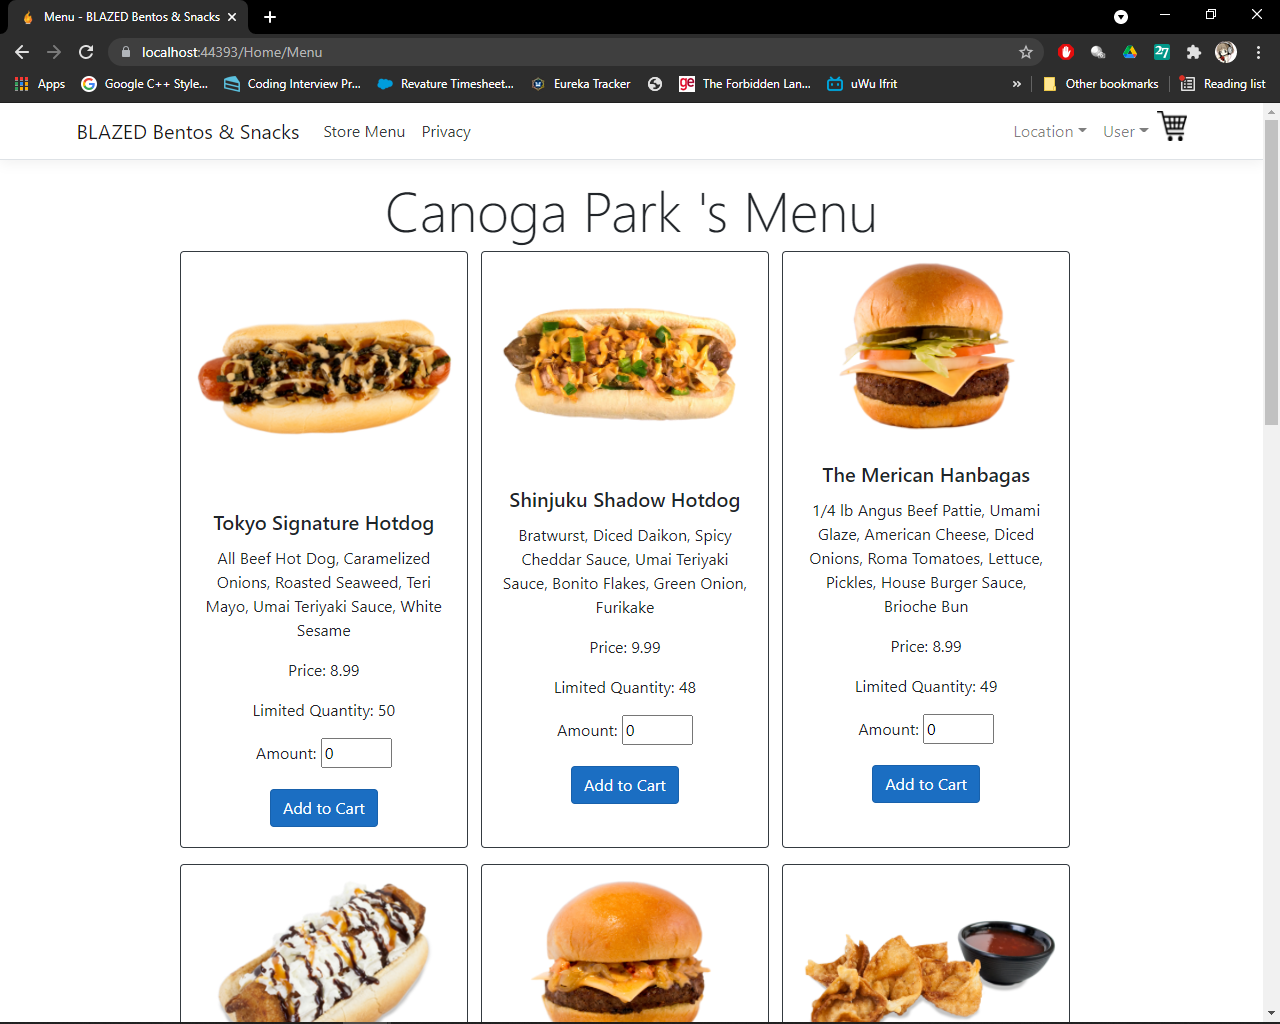 Menu - BLAZED Bentos & Snacks
localhost:44393/Home/Menu
27
Apps
Google C++ Style...
Coding Interview Pr...
Revature Timesheet...
Eureka Tracker
ge
The Forbidden Lan...
uWu Ifrit
»
Other bookmarks
Reading list
BLAZED Bentos & Snacks
Store Menu
Privacy
Location
User
Canoga Park 's Menu
Tokyo Signature Hotdog
All Beef Hot Dog, Caramelized
Onions, Roasted Seaweed, Teri
Mayo, Umai Teriyaki Sauce, White
Sesame
Price: 8.99
Limited Quantity: 50
Amount: 0
Add to Cart
Shinjuku Shadow Hotdog
Bratwurst, Diced Daikon, Spicy
Cheddar Sauce, Umai Teriyaki
Sauce, Bonito Flakes, Green Onion,
Furikake
Price: 9.99
Limited Quantity: 48
Amount: 0
Add to Cart
The Merican Hanbagas
1/4 lb Angus Beef Pattie, Umami
Glaze, American Cheese, Diced
Onions, Roma Tomatoes, Lettuce,
Pickles, House Burger Sauce,
Brioche Bun
Price: 8.99
Limited Quantity: 49
Amount: 0
Add to Cart